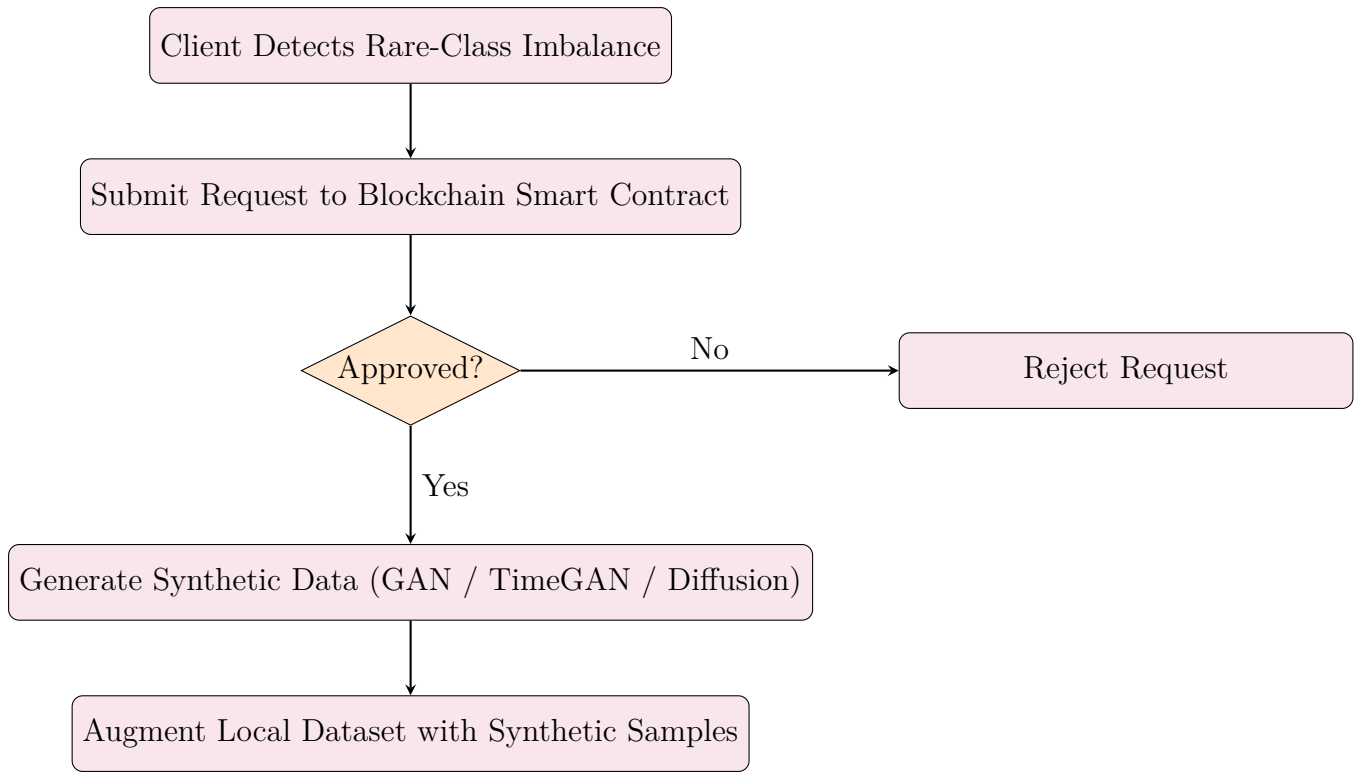 Client Detects Rare-Class Imbalance
Submit Request to Blockchain Smart Contract
Approved?
No
Reject Request
Yes
Generate Synthetic Data (GAN / TimeGAN / Diffusion)
Augment Local Dataset with Synthetic Samples